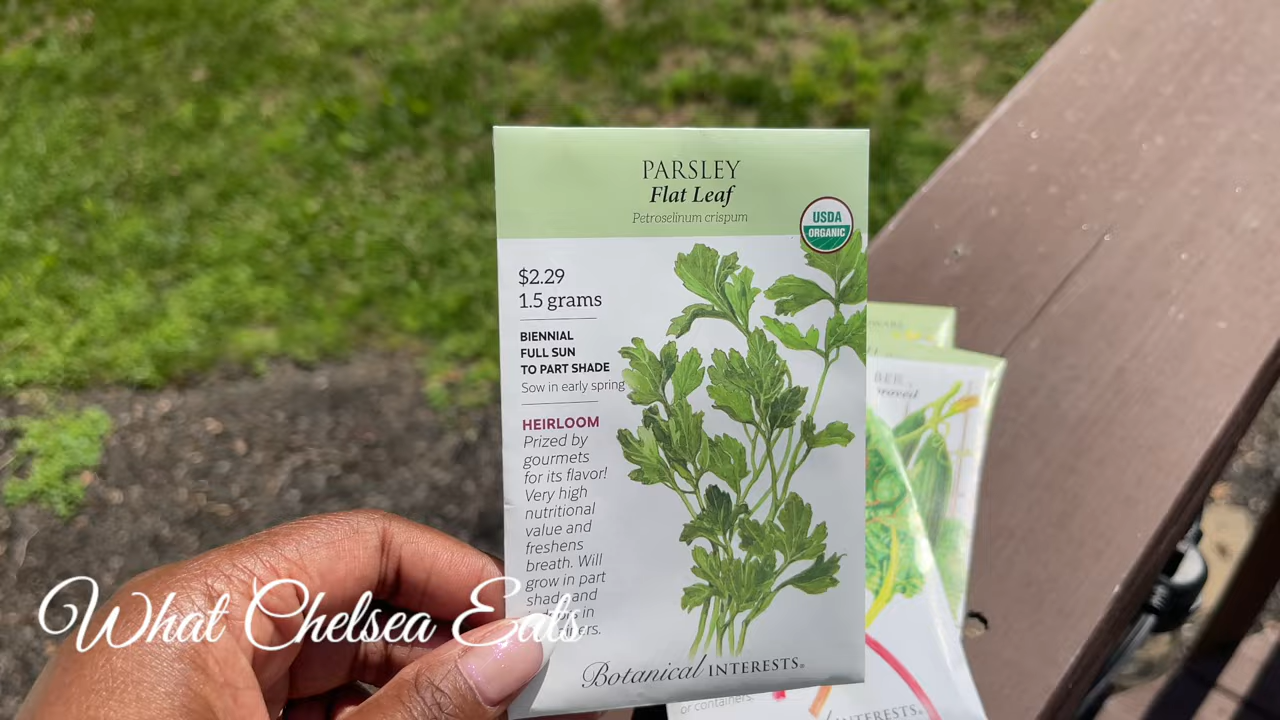 PARSLEY
Flat Leaf
Petroselinum crispum
USDA
ORGANIC
$2.29
1.5 grams
BIENNIAL
FULL SUN
TO PART SHADE
Sow in early spring
HEIRLOOM
Prized by
gourmets
for its flavor!
Very high
nutritional
value and
freshens
breath. Will
grow in part
shade and
in
Botanical INTERESTS®
What Chelsea Eats
proved
or containers.
INTERESTS®